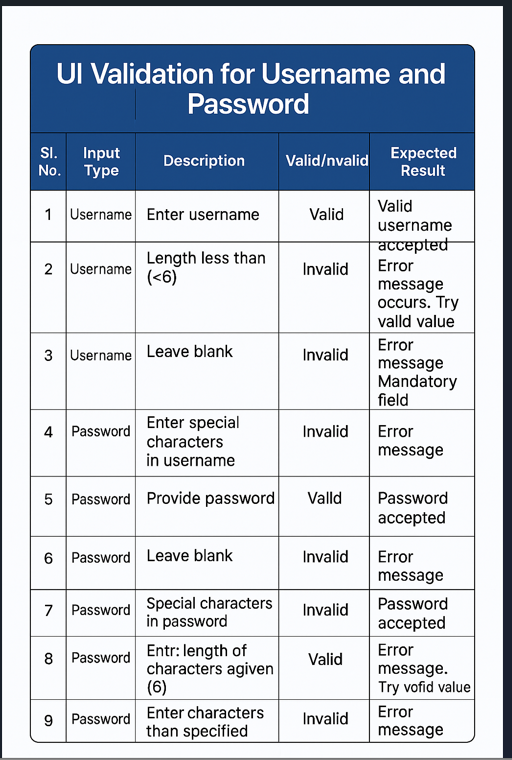 UI Validation for Username and
Password
Sl.
No.
Input
Type
Description
Valid/nvalid
Expected
Result
1
Username
Enter username
Valid
Valid
username
accepted
2
Username
Length less than
(<6)
Invalid
Error
message
occurs. Try
valld value
3
Username
Leave blank
Invalid
Error
message
Mandatory
field
4
Password
Enter special
characters
in username
Invalid
Error
message
5
Password
Provide password
Valld
Password
accepted
6
Password
Leave blank
Invalid
Error
message
7
Password
Special characters
in password
Invalid
Password
accepted
8
Password
Entr: length of
characters agiven
(6)
Valid
Error
message.
Try vofid value
9
Password
Enter characters
than specified
Invalid
Error
message